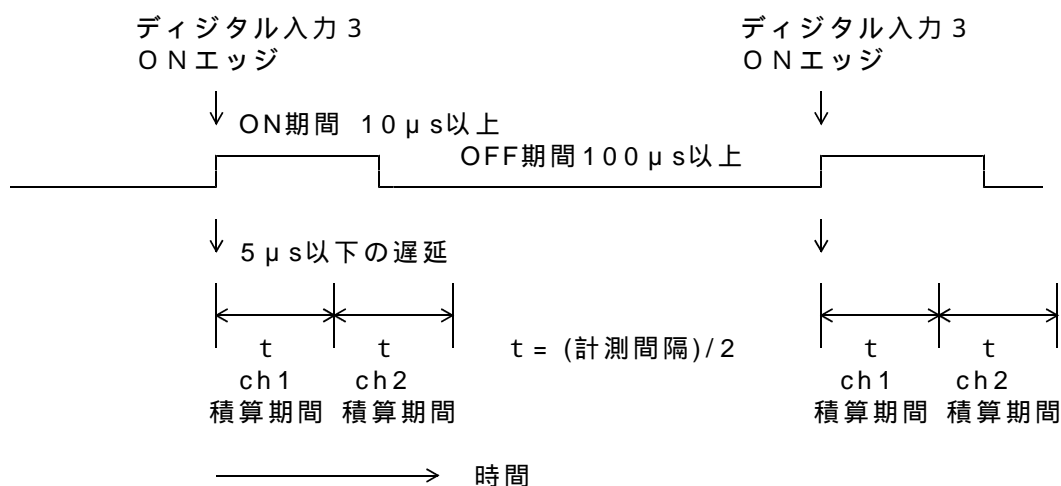 ディジタル入力3
ONエッジ
ディジタル入力3
ONエッジ
ON期間 10μs以上
OFF期間100μs以上
5μs以下の遅延
t
t
t = (計測間隔)/2
t
t
ch1
ch2
ch1
ch2
積算期間
積算期間
積算期間
積算期間
時間